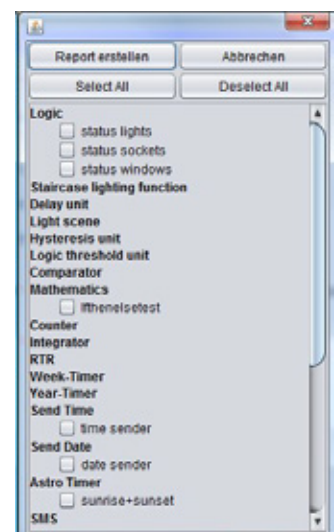 Report erstellen Abbrechen
Select All Deselect All
Logic
status lights
status sockets
status windows
Staircase lighting function
Delay unit
Light scene
Hysteresis unit
Logic threshold unit
Comparator
Mathematics
ifthenelsetest
Counter
Integrator
RTR
Week-Timer
Year-Timer
Send Time
time sender
Send Date
date sender
Astro Timer
sunrise+sunset
SMS